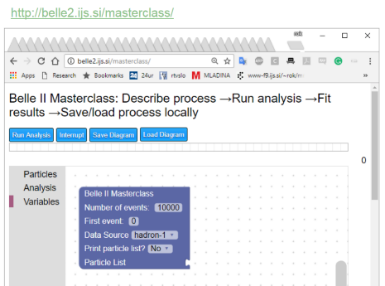 http://belle2.ijs.si/masterclass/
belle2.ijs.si/masterclass/
Apps Research Bookmarks 24ur rtvslo MLADINA www-f9.ijs.si/~rok/
Belle II Masterclass: Describe process →Run analysis →Fit
results →Save/load process locally
Run Analysis Interrupt Save Diagram Load Diagram
0
Particles
Analysis
Variables
Belle II Masterclass
Number of events: 10000
First event: 0
Data Source hadron-1
Print particle list? No
Particle List